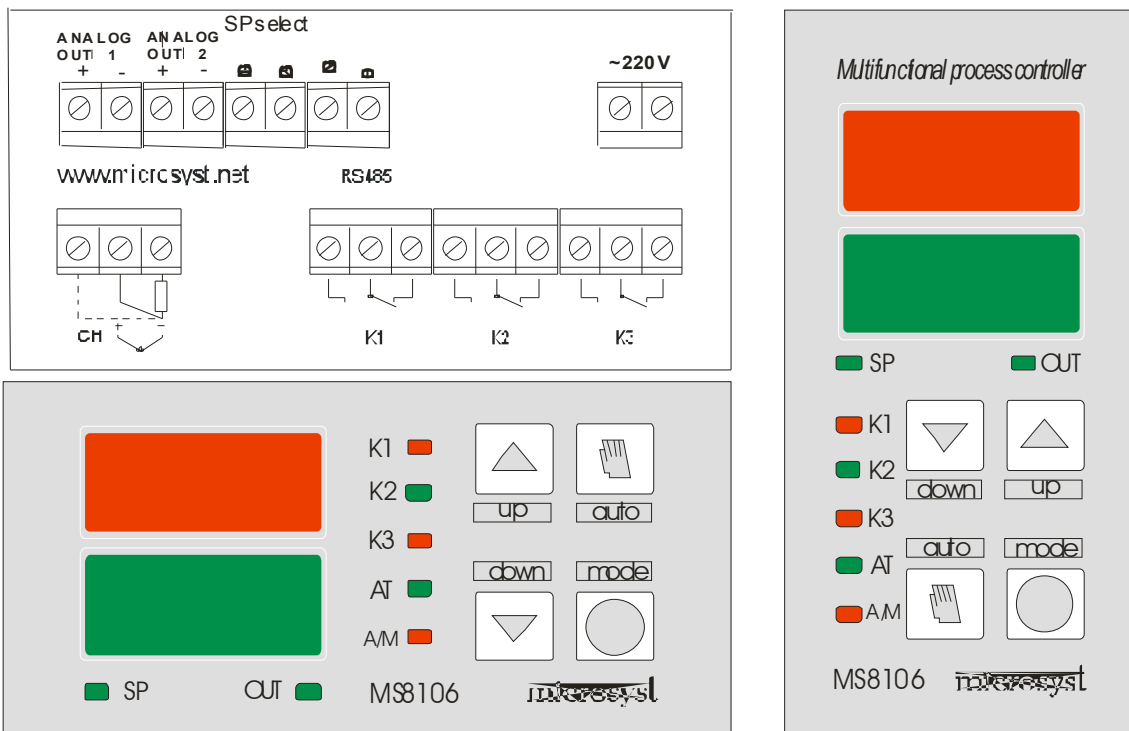 SP select
ANALOG OUT 1
ANALOG OUT 2
+ - + -
~220V
www.microsyst.net
RS485
CH
+ -
K1
K2
K3
K1
K2
K3
AT
A/M
up
auto
down
mode
SP
OUT
MS8106
microsyst
Multifunctional process controller
SP
OUT
K1
K2
K3
AT
A/M
down
up
auto
mode
MS8106
microsyst